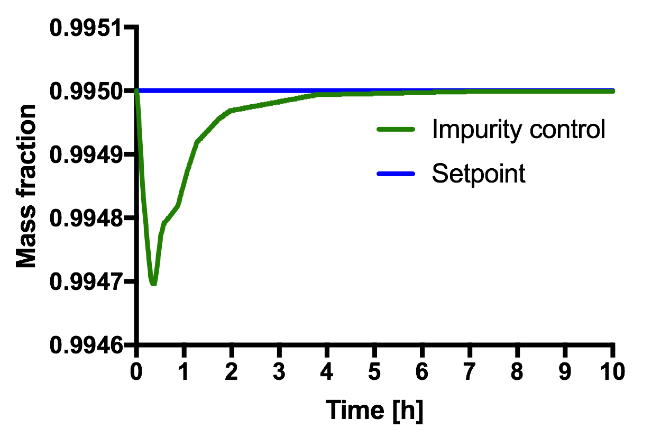 0.9951
0.9950
0.9949
0.9948
0.9947
0.9946
Mass fraction
Impurity control
Setpoint
0 1 2 3 4 5 6 7 8 9 10
Time [h]